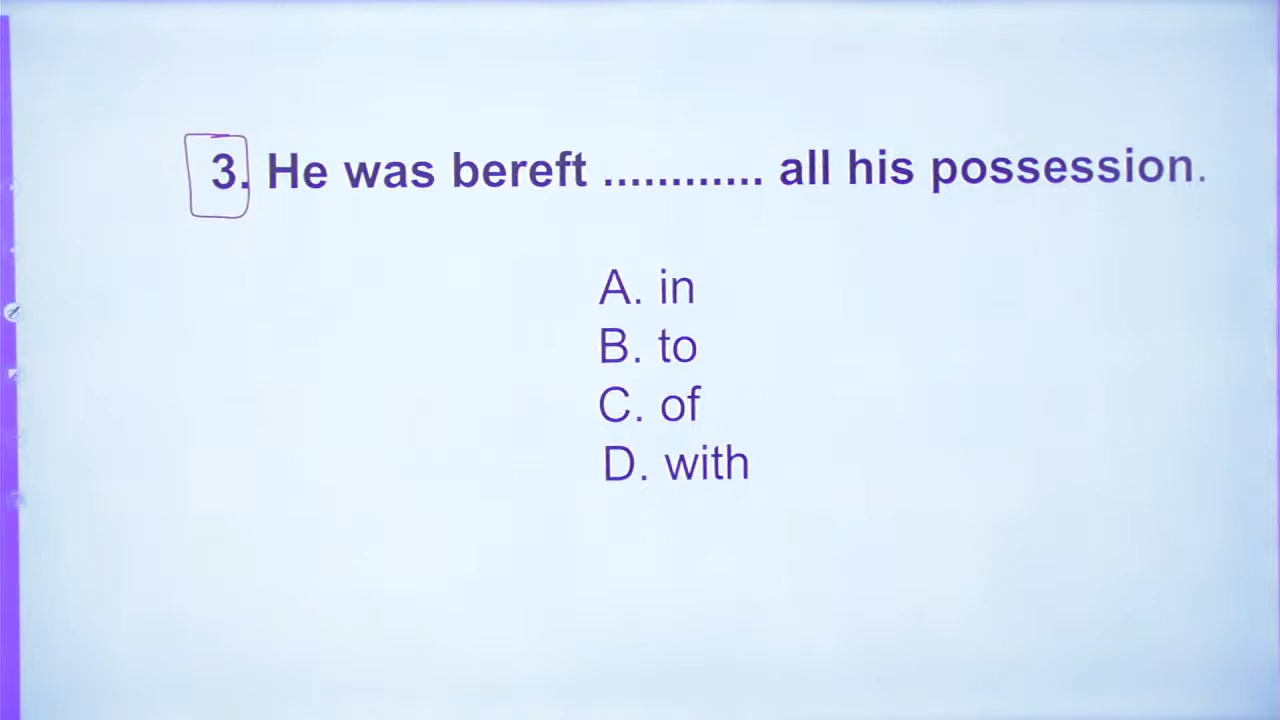 3. He was bereft ............ all his possession.
A. in
B. to
C. of
D. with